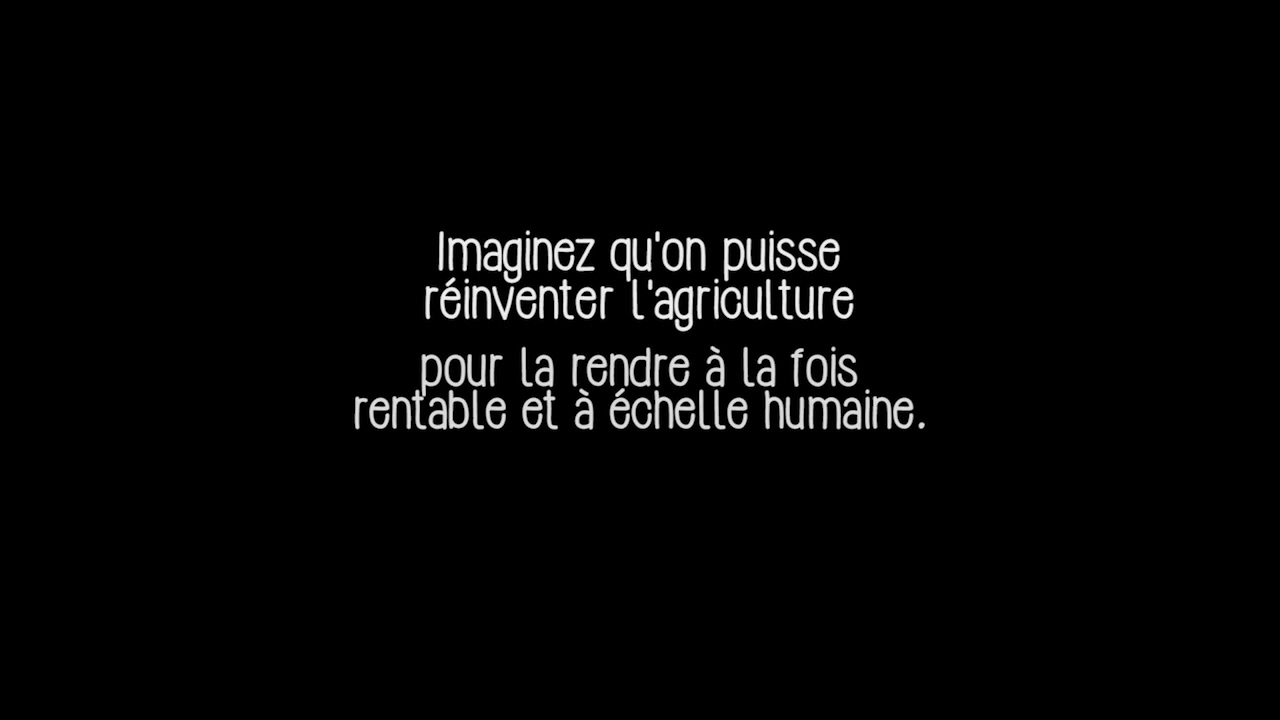 Imaginez qu'on puisse
réinventer l'agriculture
pour la rendre à la fois
rentable et à échelle humaine.